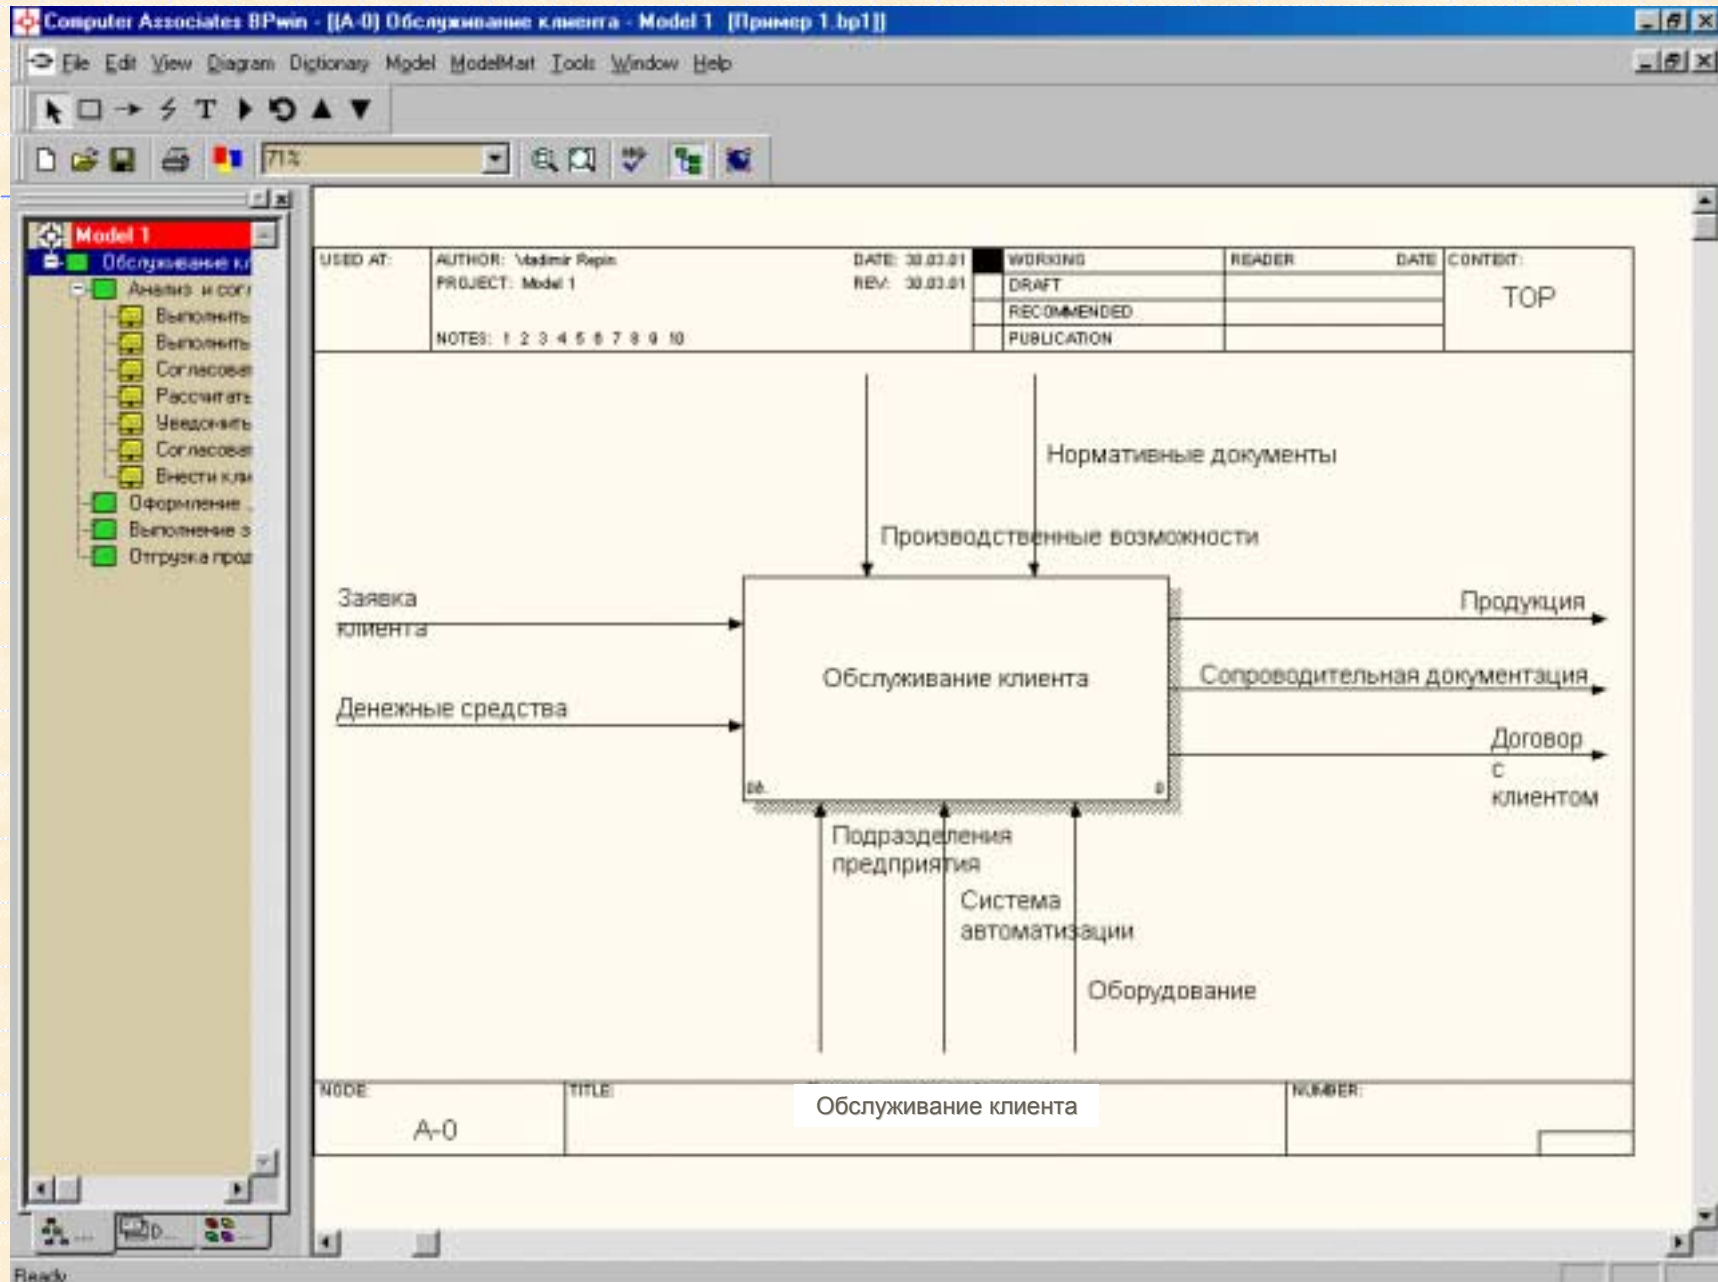 Computer Associates BPwin - [(A-0) Обслуживание клиента - Model 1 [Пример 1.bp1]]
File Edit View Diagram Dictionary Model ModelMart Tools Window Help
71%
Model 1
Обслуживание кл
Анализ и согл
Выполнить
Выполнить
Согласоват
Рассчитать
Уведомить
Согласоват
Внести кли
Оформление
Выполнение з
Отгрузка прод
USED AT:
AUTHOR: Vladimir Repin
DATE: 30.03.01
WORKING
READER
DATE
CONTEXT:
PROJECT: Model 1
REV: 30.03.01
DRAFT
TOP
RECOMMENDED
NOTES: 1 2 3 4 5 6 7 8 9 10
PUBLICATION
Нормативные документы
Производственные возможности
Заявка
клиента
Денежные средства
Обслуживание клиента
0р.
0
Продукция
Сопроводительная документация
Договор
с
клиентом
Подразделения
предприятия
Система
автоматизации
Оборудование
NODE:
A-0
TITLE:
Обслуживание клиента
NUMBER:
D...
Ready